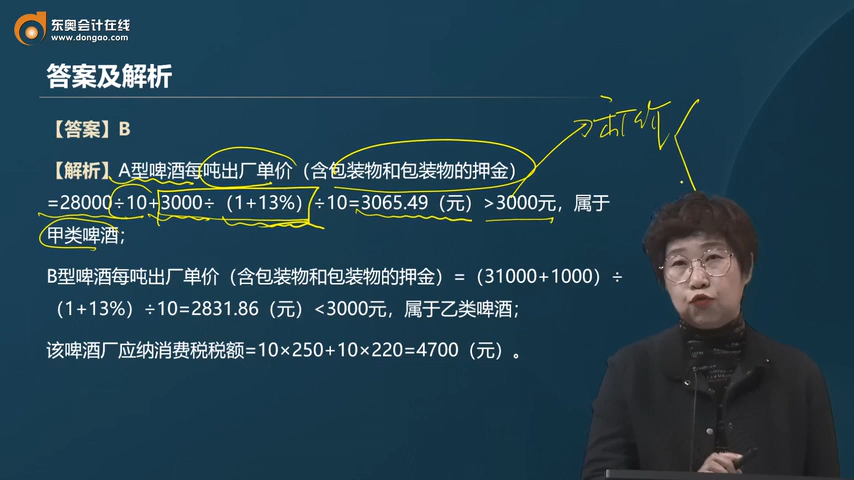 东奥会计在线
www.dongao.com
答案及解析
【答案】B
【解析】A型啤酒每吨出厂单价（含包装物和包装物的押金）
=28000÷10+3000÷（1+13%）÷10=3065.49（元）>3000元，属于
甲类啤酒；
B型啤酒每吨出厂单价（含包装物和包装物的押金）=（31000+1000）÷
（1+13%）÷10=2831.86（元）<3000元，属于乙类啤酒；
该啤酒厂应纳消费税税额=10×250+10×220=4700（元）。